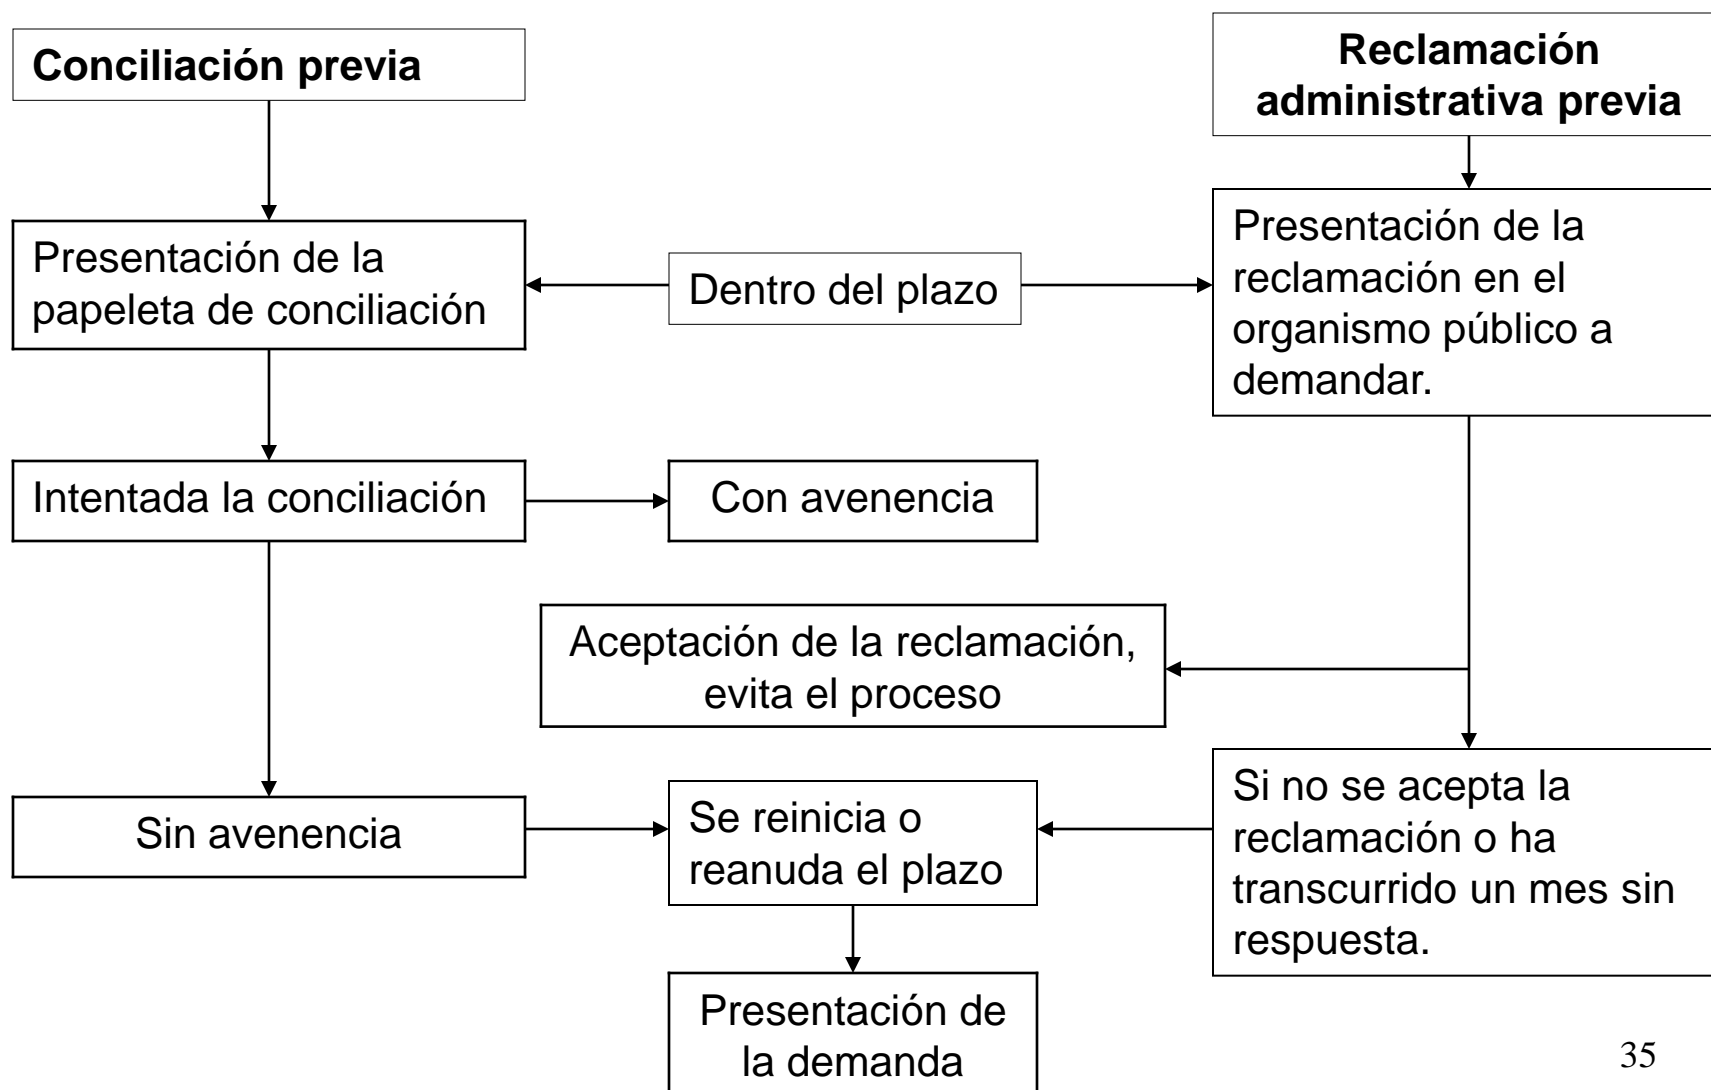 Conciliación previa
Reclamación
administrativa previa
Presentación de la
papeleta de conciliación
Dentro del plazo
Presentación de la
reclamación en el
organismo público a
demandar.
Intentada la conciliación
Con avenencia
Aceptación de la reclamación,
evita el proceso
Sin avenencia
Se reinicia o
reanuda el plazo
Si no se acepta la
reclamación o ha
transcurrido un mes sin
respuesta.
Presentación de
la demanda
35